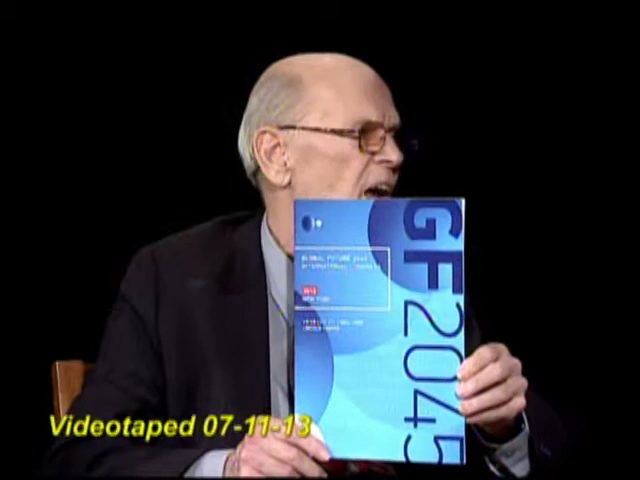 GF2045
GLOBAL FUTURE 2045
INTERNATIONAL CONGRESS
2013
NEW YORK
Videotaped 07-11-13